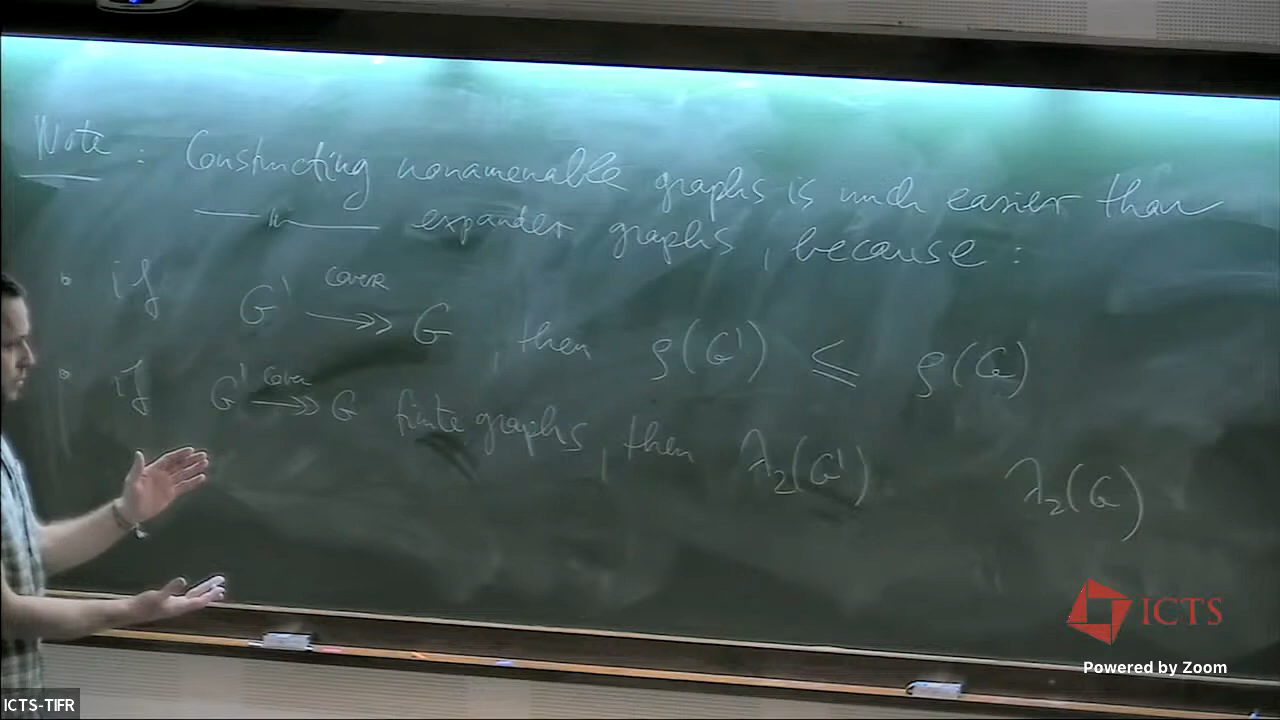 Note : Constructing nonamenable graphs is much easier than
—— " —— expander graphs, because :
• if G' cover ↠ G, then ρ(G') ≤ ρ(G)
• if G' cover ↠ G finite graphs, then λ₂(G') λ₂(G)
ICTS
Powered by Zoom
ICTS-TIFR